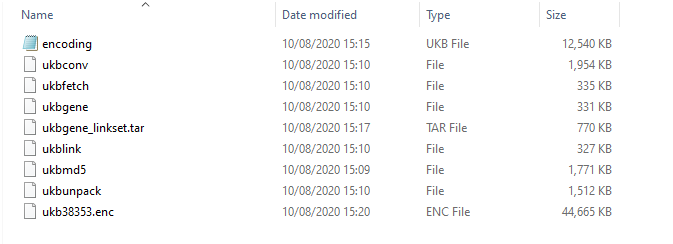 Name Date modified Type Size
encoding 10/08/2020 15:15 UKB File 12,540 KB
ukbconv 10/08/2020 15:10 File 1,954 KB
ukbfetch 10/08/2020 15:10 File 335 KB
ukbgene 10/08/2020 15:10 File 331 KB
ukbgene_linkset.tar 10/08/2020 15:17 TAR File 770 KB
ukblink 10/08/2020 15:10 File 327 KB
ukbmd5 10/08/2020 15:09 File 1,771 KB
ukbunpack 10/08/2020 15:10 File 1,512 KB
ukb38353.enc 10/08/2020 15:20 ENC File 44,665 KB